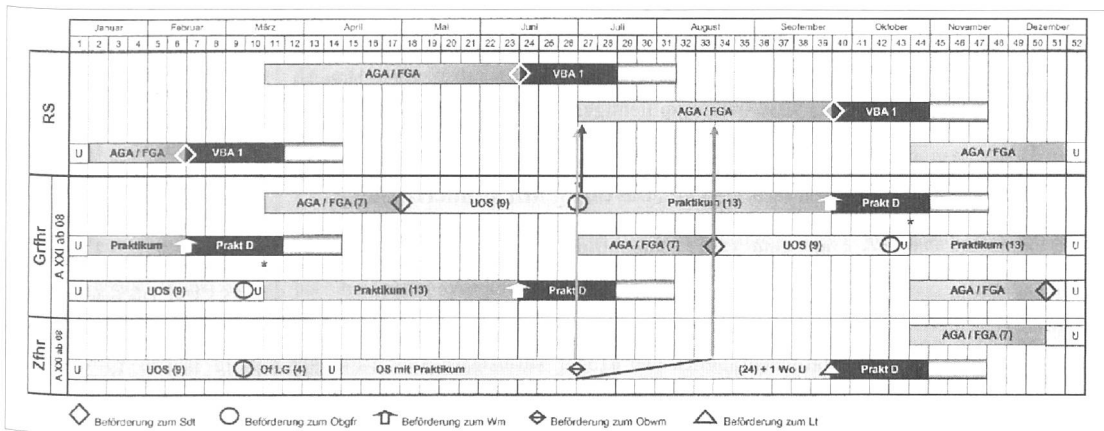 Januar Februar März April Mai Juni Juli August September Oktober November Dezember
1 2 3 4 5 6 7 8 9 10 11 12 13 14 15 16 17 18 19 20 21 22 23 24 25 26 27 28 29 30 31 32 33 34 35 36 37 38 39 40 41 42 43 44 45 46 47 48 49 50 51 52
RS
AGA / FGA VBA 1
AGA / FGA VBA 1
U AGA / FGA VBA 1 AGA / FGA U
Grfhr
A XXI ab 08
AGA / FGA (7) UOS (9) Praktikum (13) Prakt D
*
U Praktikum Prakt D AGA / FGA (7) UOS (9) U Praktikum (13) U
*
U UOS (9) U Praktikum (13) Prakt D AGA / FGA U
Zfhr
A XXI ab 08
AGA / FGA (7) U
U UOS (9) Of LG (4) U OS mit Praktikum (24) + 1 Wo U Prakt D
Beförderung zum Sdt Beförderung zum Obgfr Beförderung zum Wm Beförderung zum Obwm Beförderung zum Lt